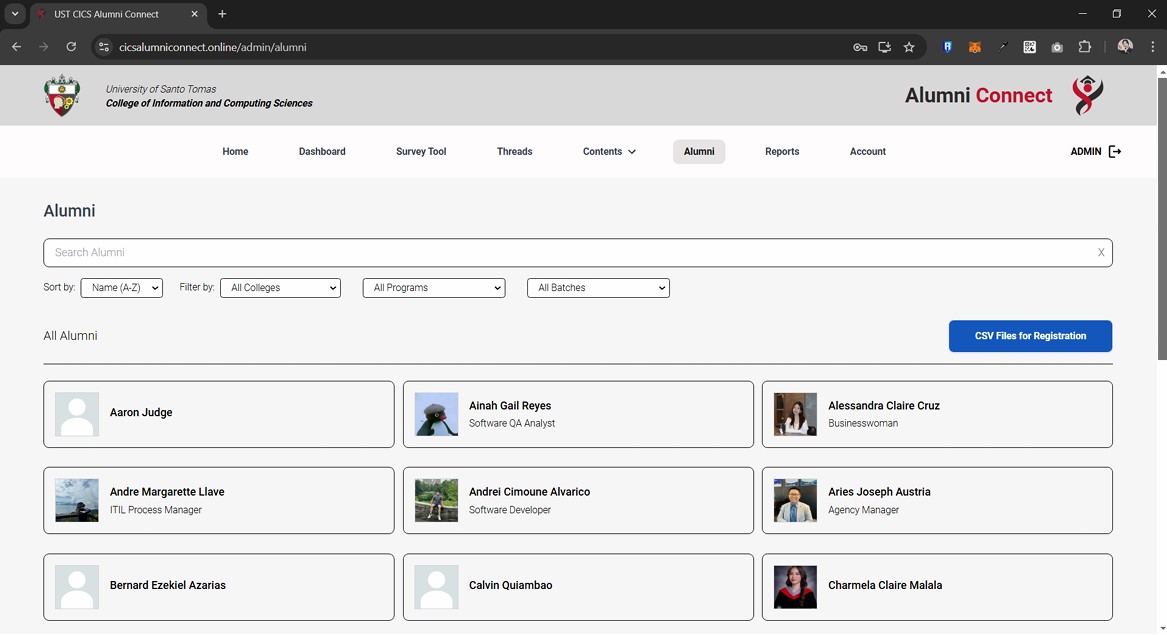 UST CICS Alumni Connect
cicsalumniconnect.online/admin/alumni
University of Santo Tomas
College of Information and Computing Sciences
Alumni Connect
Home
Dashboard
Survey Tool
Threads
Contents
Alumni
Reports
Account
ADMIN
Alumni
Search Alumni
X
Sort by:
Name (A-Z)
Filter by:
All Colleges
All Programs
All Batches
All Alumni
CSV Files for Registration
Aaron Judge
Ainah Gail Reyes
Software QA Analyst
Alessandra Claire Cruz
Businesswoman
Andre Margarette Llave
ITIL Process Manager
Andrei Cimoune Alvarico
Software Developer
Aries Joseph Austria
Agency Manager
Bernard Ezekiel Azarias
Calvin Quiambao
Charmela Claire Malala